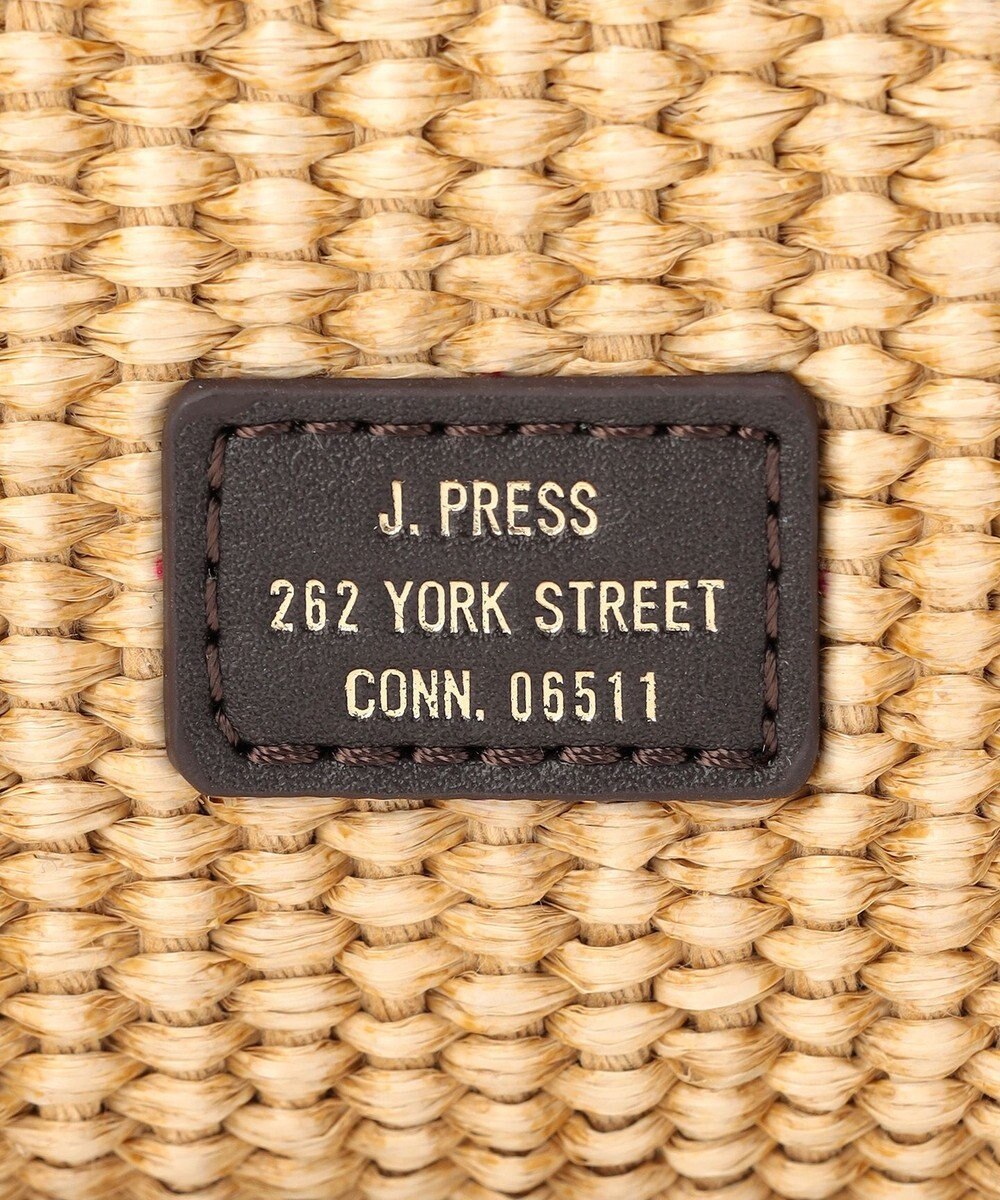 J. PRESS
262 YORK STREET
CONN. 06511